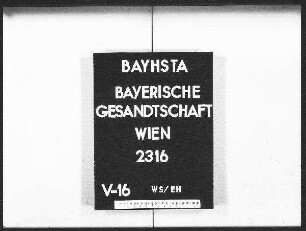 BAYHSTA
BAYERISCHE
GESANDTSCHAFT
WIEN
2316
V-16 WS/EH